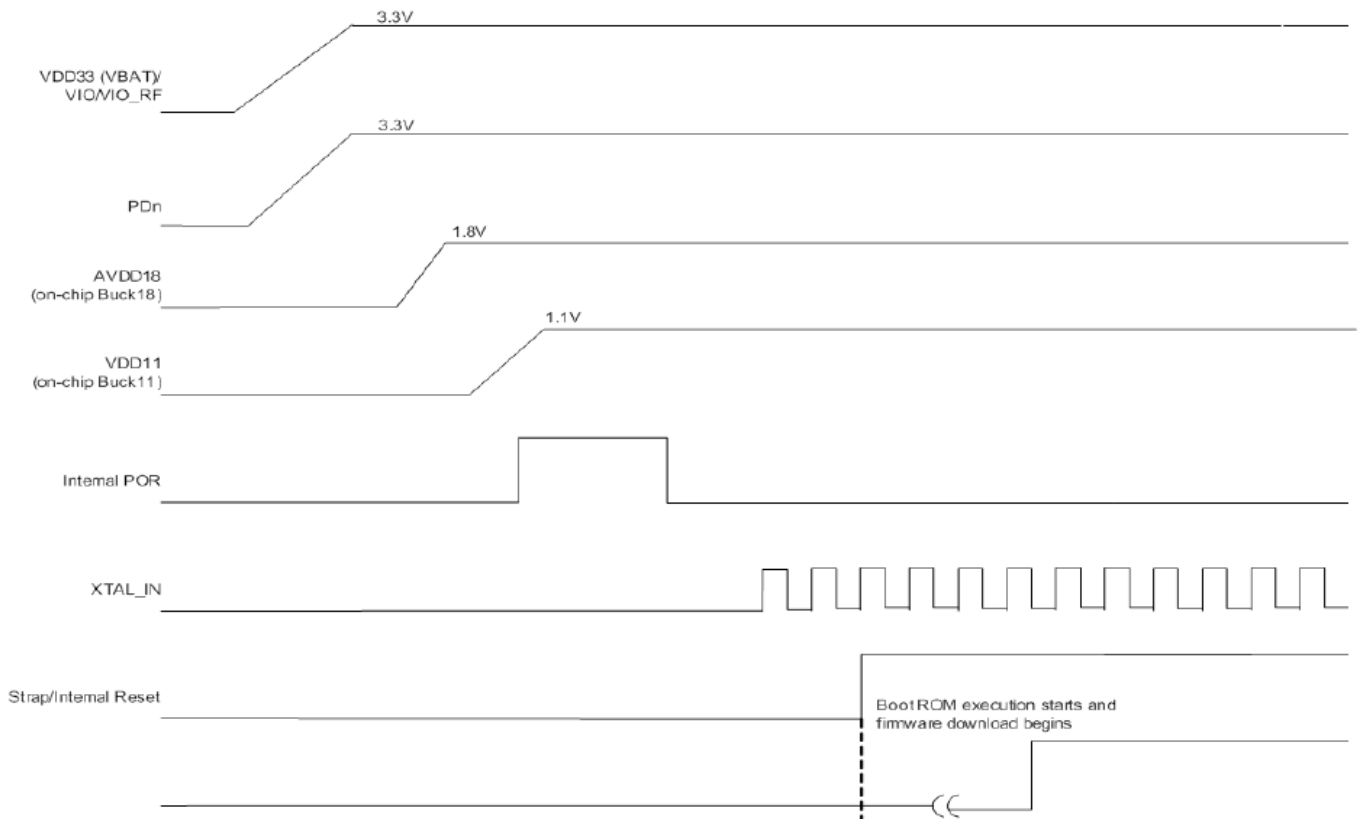 3.3V
VDD33 (VBAT)/
VIO/VIO_RF
3.3V
PDn
1.8V
AVDD18
(on-chip Buck18)
1.1V
VDD11
(on-chip Buck11)
Internal POR
XTAL_IN
Strap/Internal Reset
Boot ROM execution starts and
firmware download begins